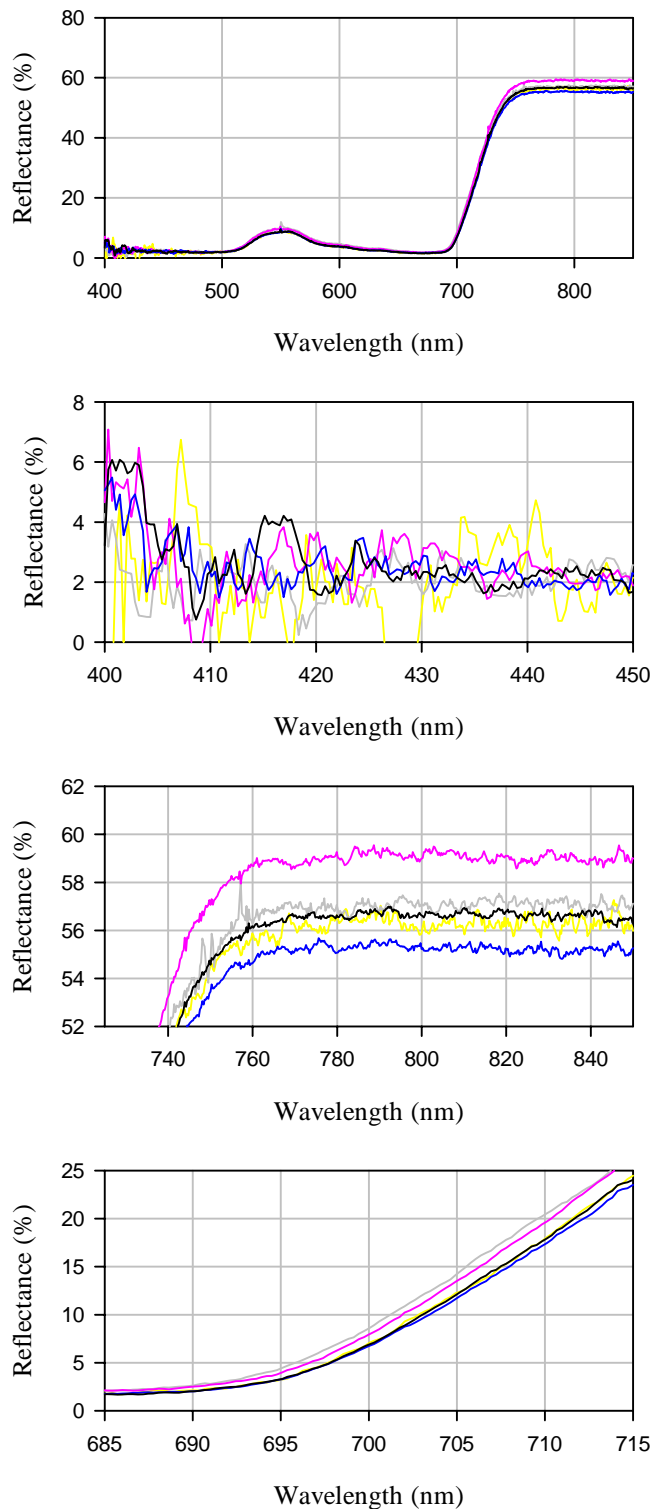 80
60
40
20
0
Reflectance (%)
400 500 600 700 800
Wavelength (nm)
8
6
4
2
0
Reflectance (%)
400 410 420 430 440 450
Wavelength (nm)
62
60
58
56
54
52
Reflectance (%)
740 760 780 800 820 840
Wavelength (nm)
25
20
15
10
5
0
Reflectance (%)
685 690 695 700 705 710 715
Wavelength (nm)